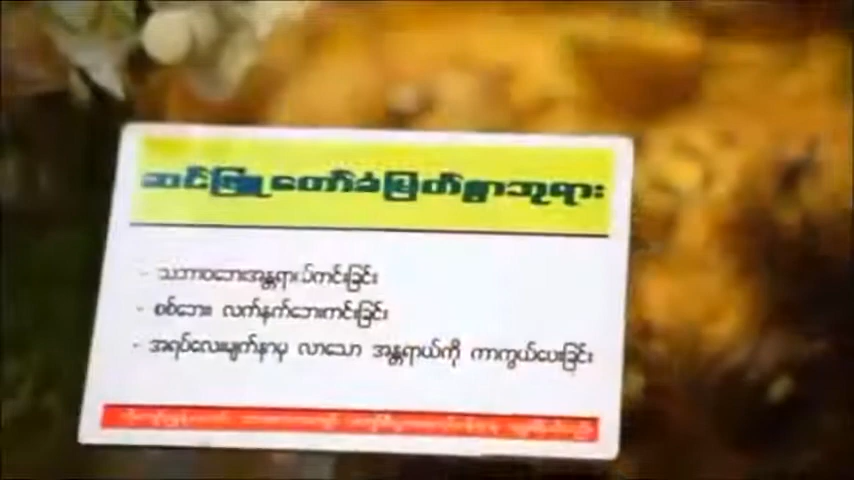 ဆင်ဖြူတော်ခံမြတ်စွာဘုရား
- သဘာဝဘေးအန္တရာယ်ကင်းခြင်း
- စစ်ဘေး၊ လက်နက်ဘေးကင်းခြင်း
- အရပ်လေးမျက်နှာမှ လာသော အန္တရာယ်ကို ကာကွယ်ပေးခြင်း